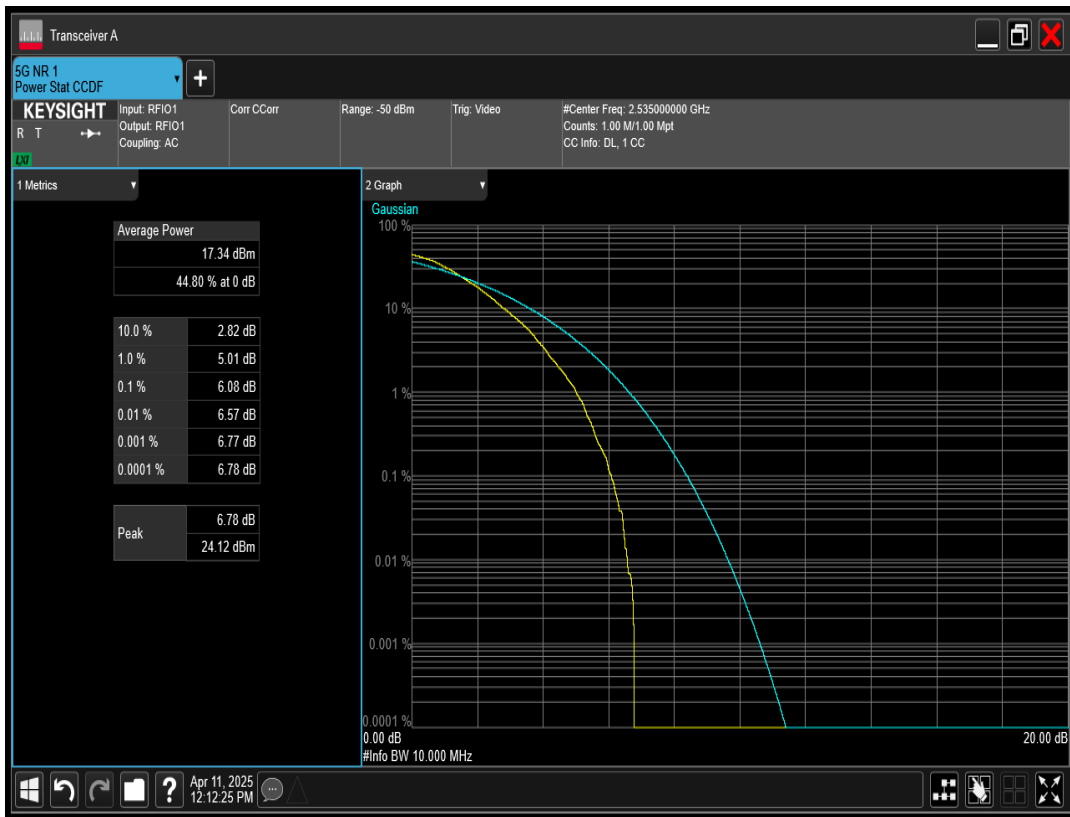 Transceiver A
5G NR 1
Power Stat CCDF
+
KEYSIGHT
R T
LXI
Input: RFIO1
Output: RFIO1
Coupling: AC
Corr CCorr
Range: -50 dBm
Trig: Video
#Center Freq: 2.535000000 GHz
Counts: 1.00 M/1.00 Mpt
CC Info: DL, 1 CC
1 Metrics
Average Power
17.34 dBm
44.80 % at 0 dB
10.0 % 2.82 dB
1.0 % 5.01 dB
0.1 % 6.08 dB
0.01 % 6.57 dB
0.001 % 6.77 dB
0.0001 % 6.78 dB
Peak
6.78 dB
24.12 dBm
2 Graph
Gaussian
100 %
10 %
1 %
0.1 %
0.01 %
0.001 %
0.0001 %
0.00 dB
20.00 dB
#Info BW 10.000 MHz
?
Apr 11, 2025
12:12:25 PM